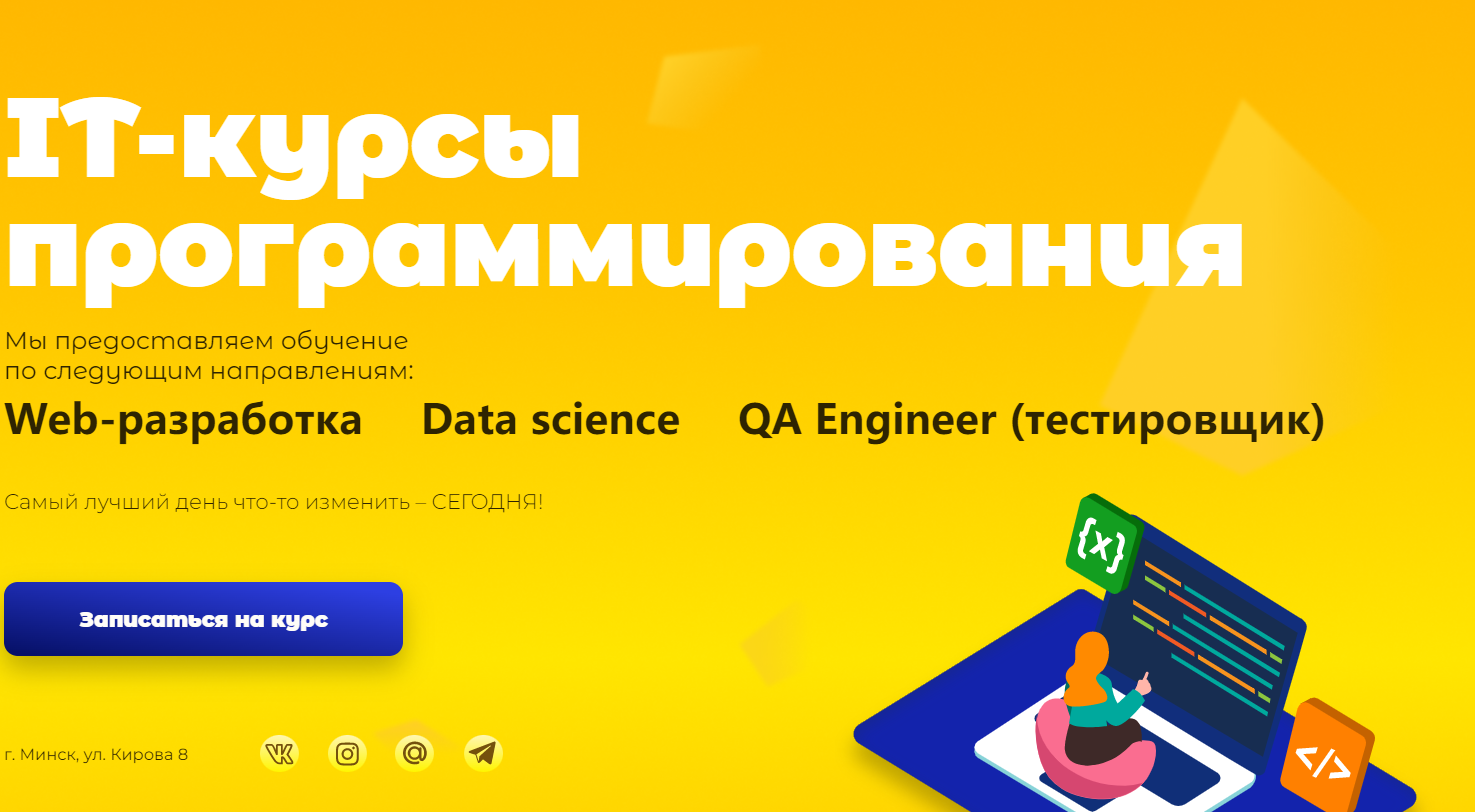 IT-курсы
программирования
Мы предоставляем обучение
по следующим направлениям:
Web-разработка Data science QA Engineer (тестировщик)
Самый лучший день что-то изменить – СЕГОДНЯ!
{x}
Записаться на курс
</>
г. Минск, ул. Кирова 8 @